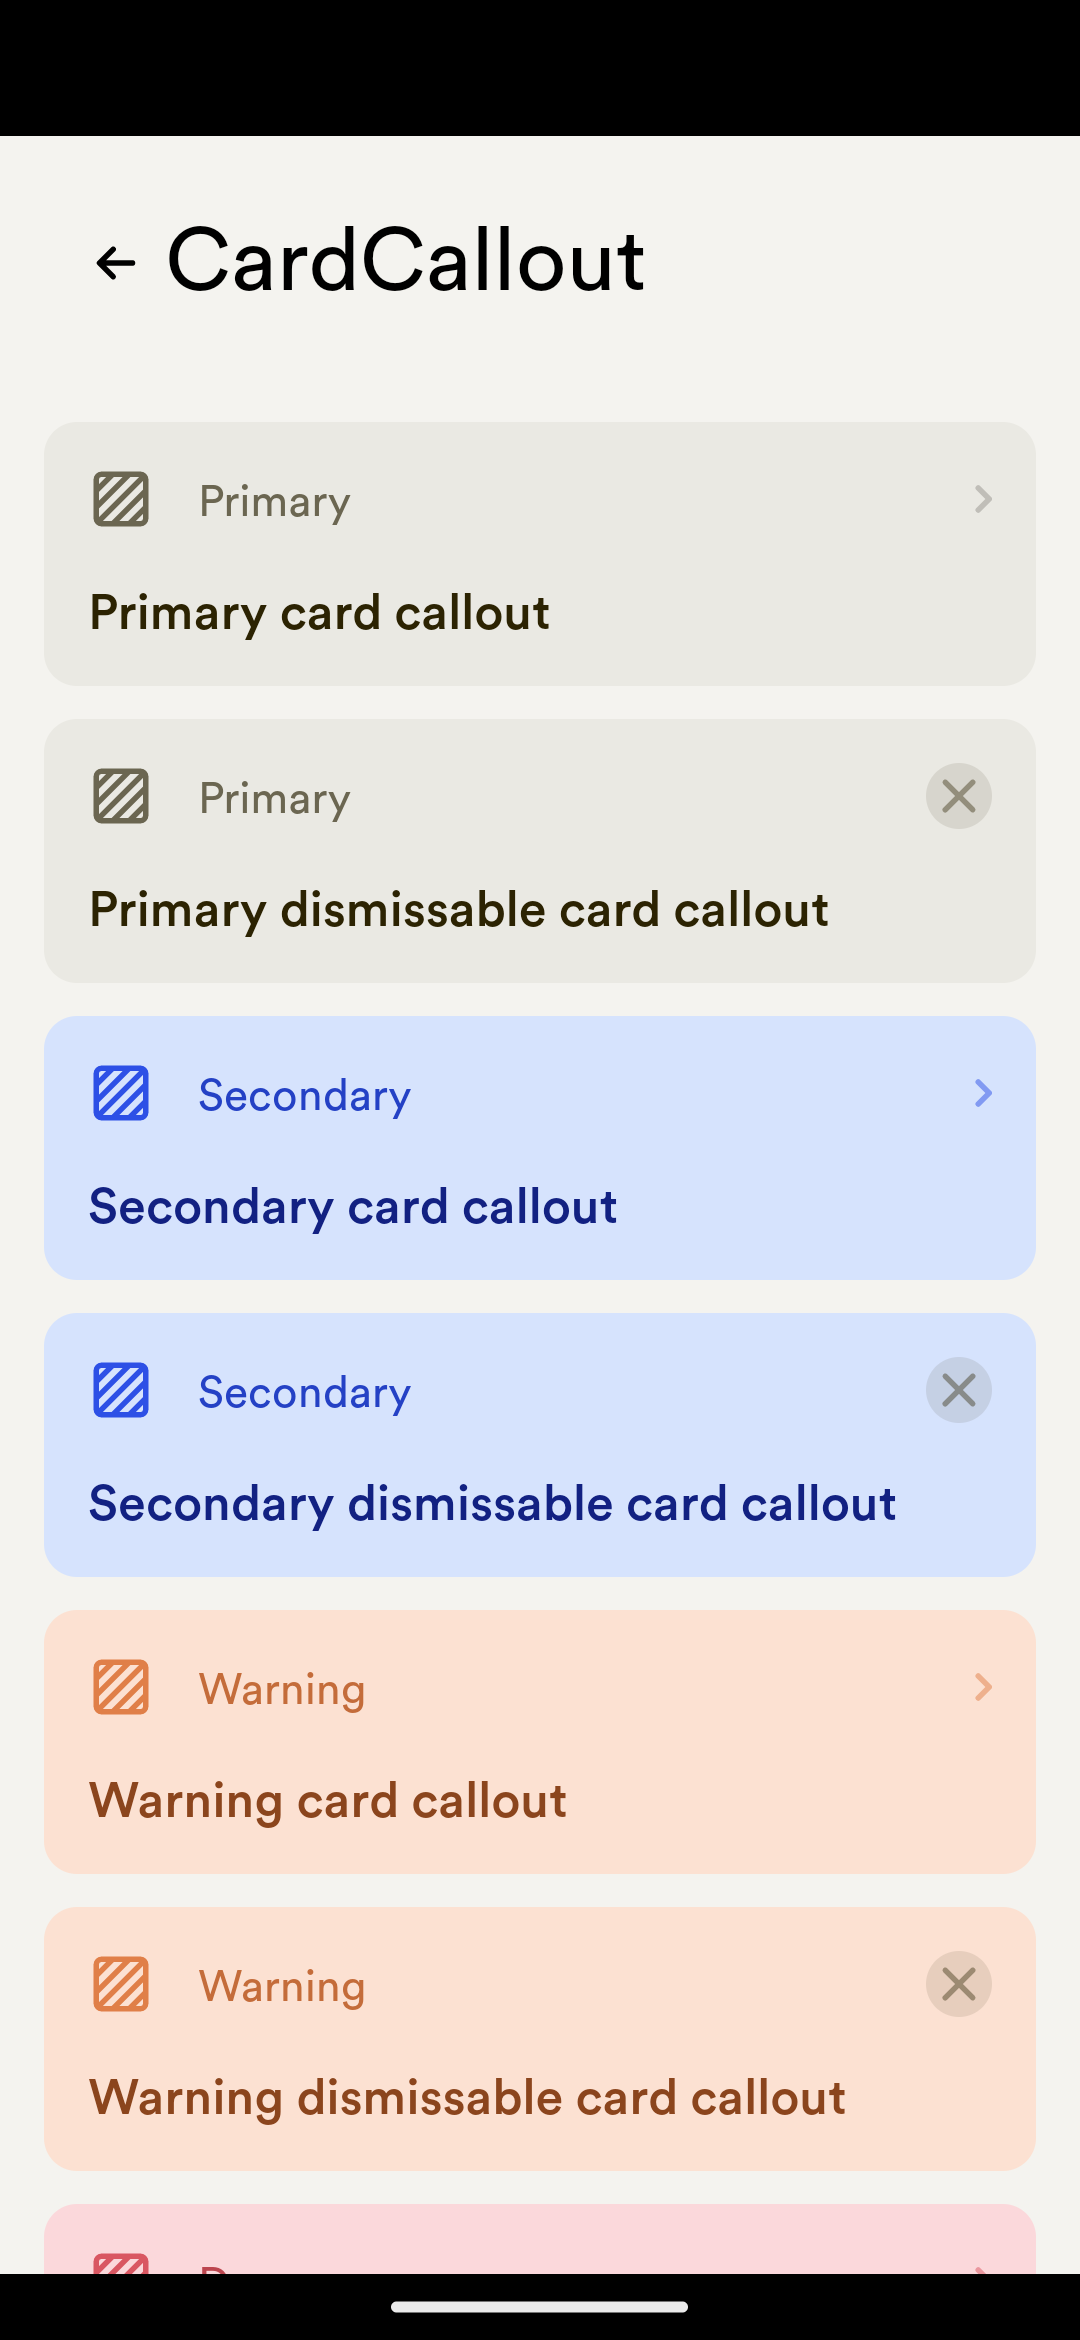 CardCallout
Primary
Primary card callout
Primary
Primary dismissable card callout
Secondary
Secondary card callout
Secondary
Secondary dismissable card callout
Warning
Warning card callout
Warning
Warning dismissable card callout